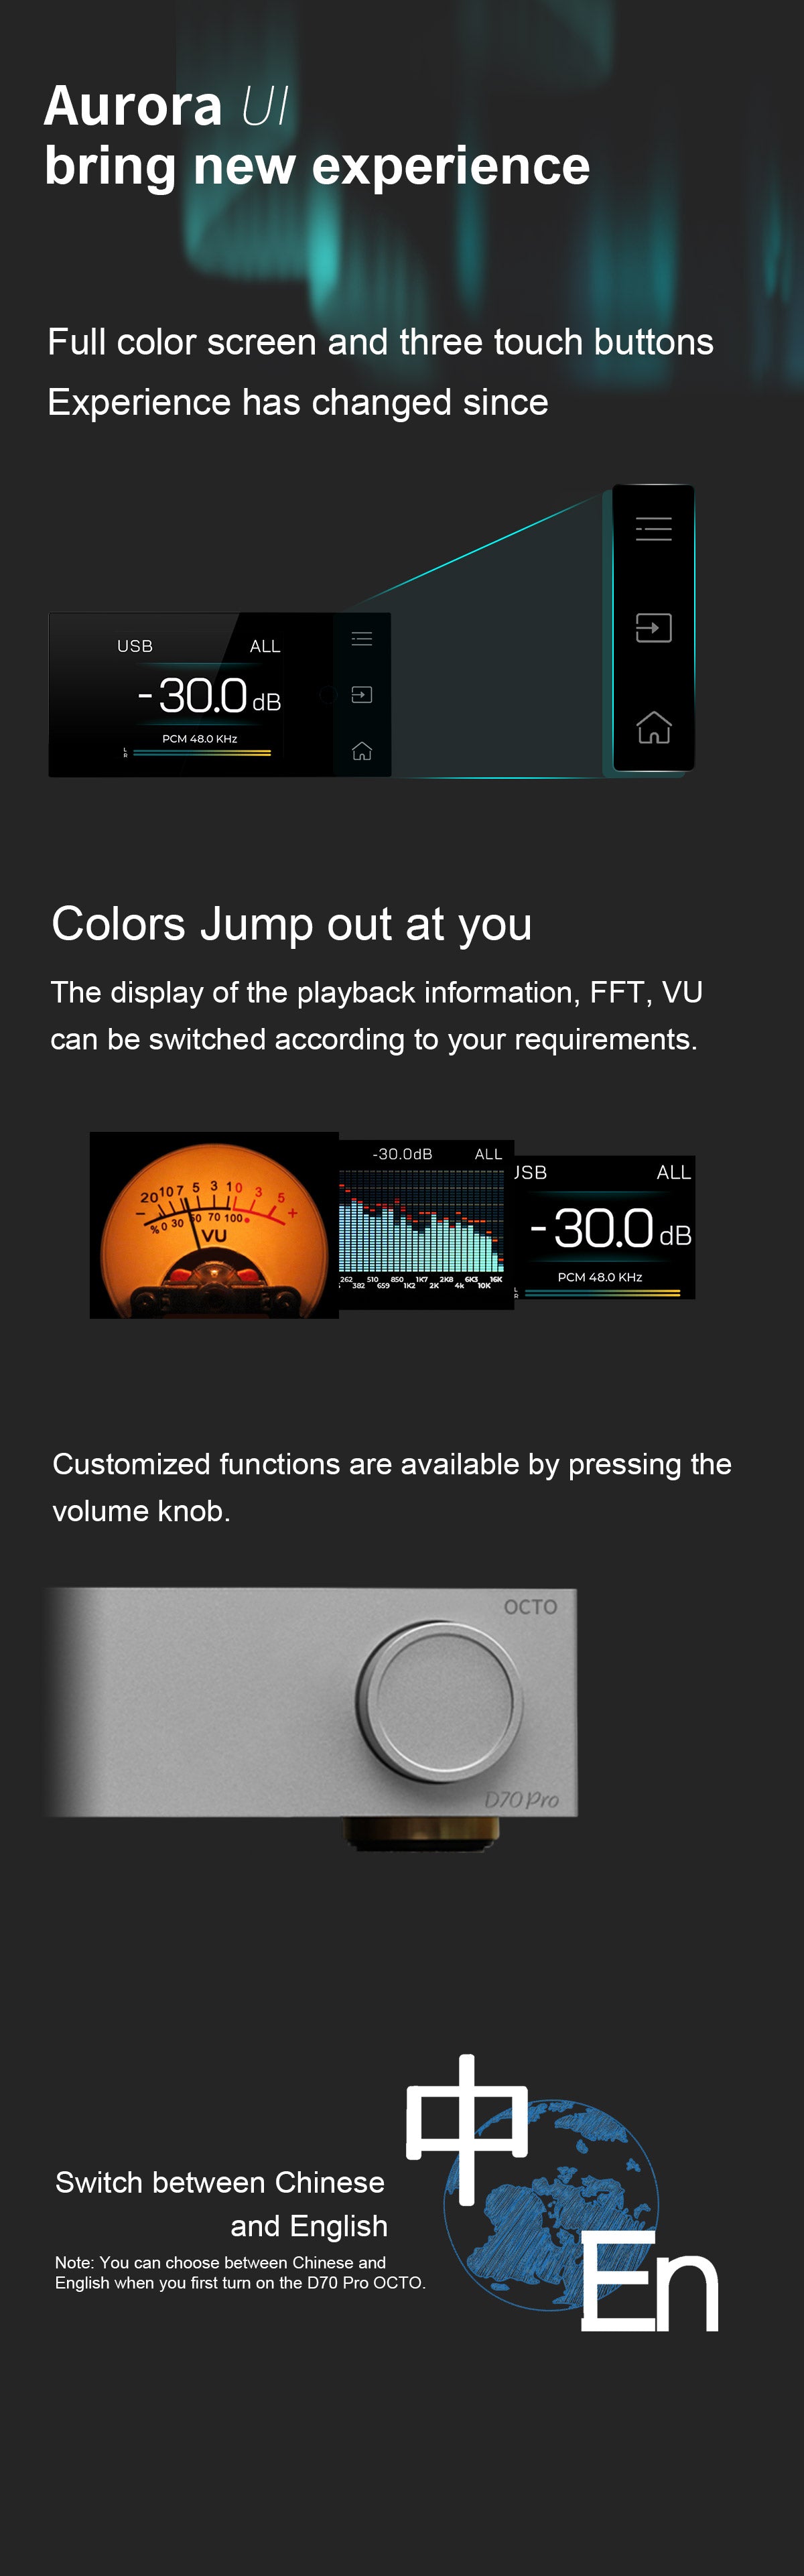 Aurora UI
bring new experience
Full color screen and three touch buttons
Experience has changed since
USB ALL
-30.0 dB
PCM 48.0 KHz
L
R
Colors Jump out at you
The display of the playback information, FFT, VU
can be switched according to your requirements.
- 20 10 7 5 3 1 0 3 5 +
% 0 30 50 70 100
VU
-30.0dB ALL
262 510 850 1K7 2K8 6K3 16K
382 659 1K2 2K 4k 10K
USB ALL
-30.0 dB
PCM 48.0 KHz
L
R
Customized functions are available by pressing the
volume knob.
OCTO
D70 Pro
中
Switch between Chinese
and English
Note: You can choose between Chinese and
English when you first turn on the D70 Pro OCTO.
En